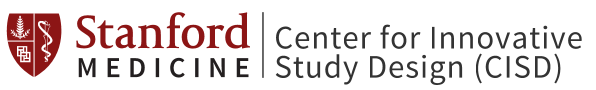 Stanford
MEDICINE
Center for Innovative
Study Design (CISD)